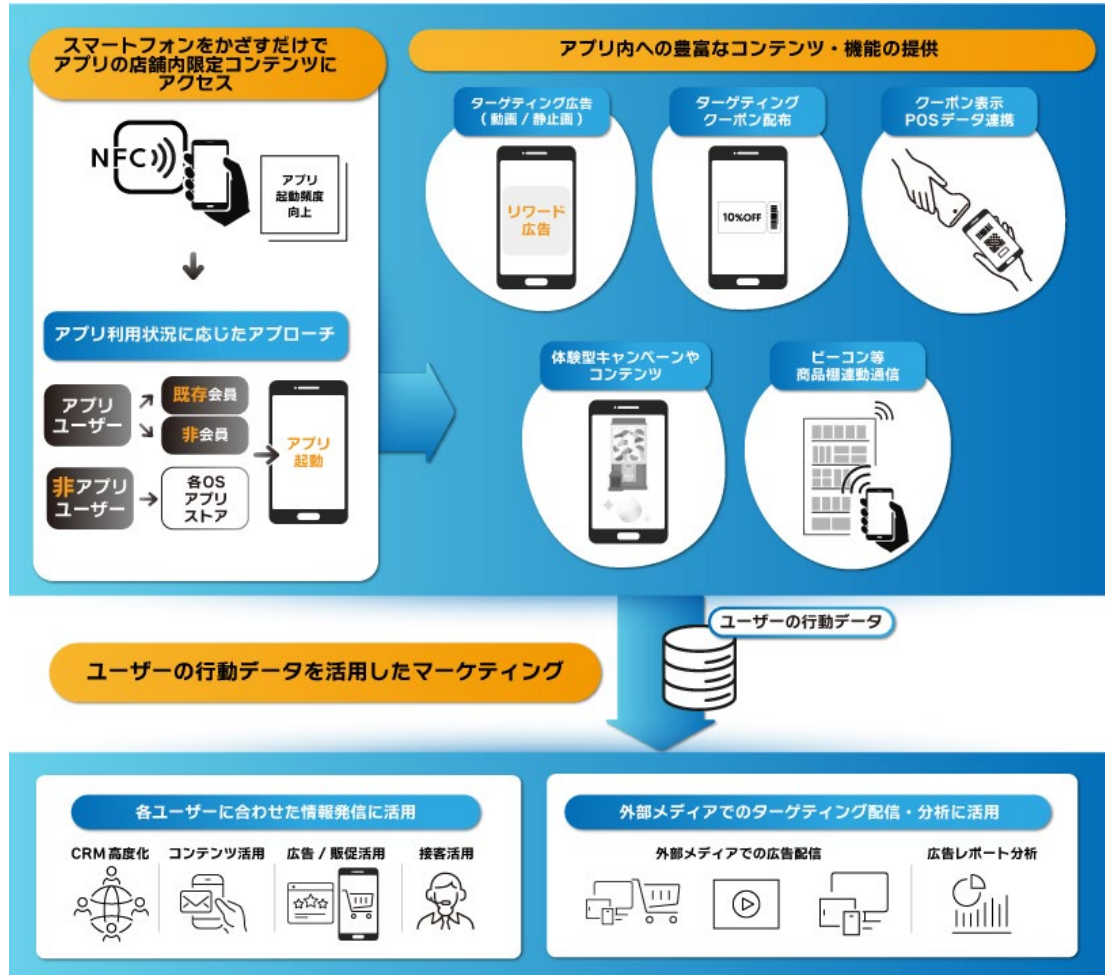 スマートフォンをかざすだけで
アプリの店舗内限定コンテンツに
アクセス
NFC
アプリ
起動頻度
向上
アプリ利用状況に応じたアプローチ
アプリ
ユーザー
既存会員
非会員
非アプリ
ユーザー
各OS
アプリ
ストア
アプリ
起動
アプリ内への豊富なコンテンツ・機能の提供
ターゲティング広告
(動画 / 静止画)
リワード
広告
ターゲティング
クーポン配布
10%OFF
クーポン表示
POSデータ連携
体験型キャンペーンや
コンテンツ
ビーコン等
商品棚連動通信
ユーザーの行動データ
ユーザーの行動データを活用したマーケティング
各ユーザーに合わせた情報発信に活用
CRM高度化
コンテンツ活用
広告 / 販促活用
接客活用
外部メディアでのターゲティング配信・分析に活用
外部メディアでの広告配信
広告レポート分析